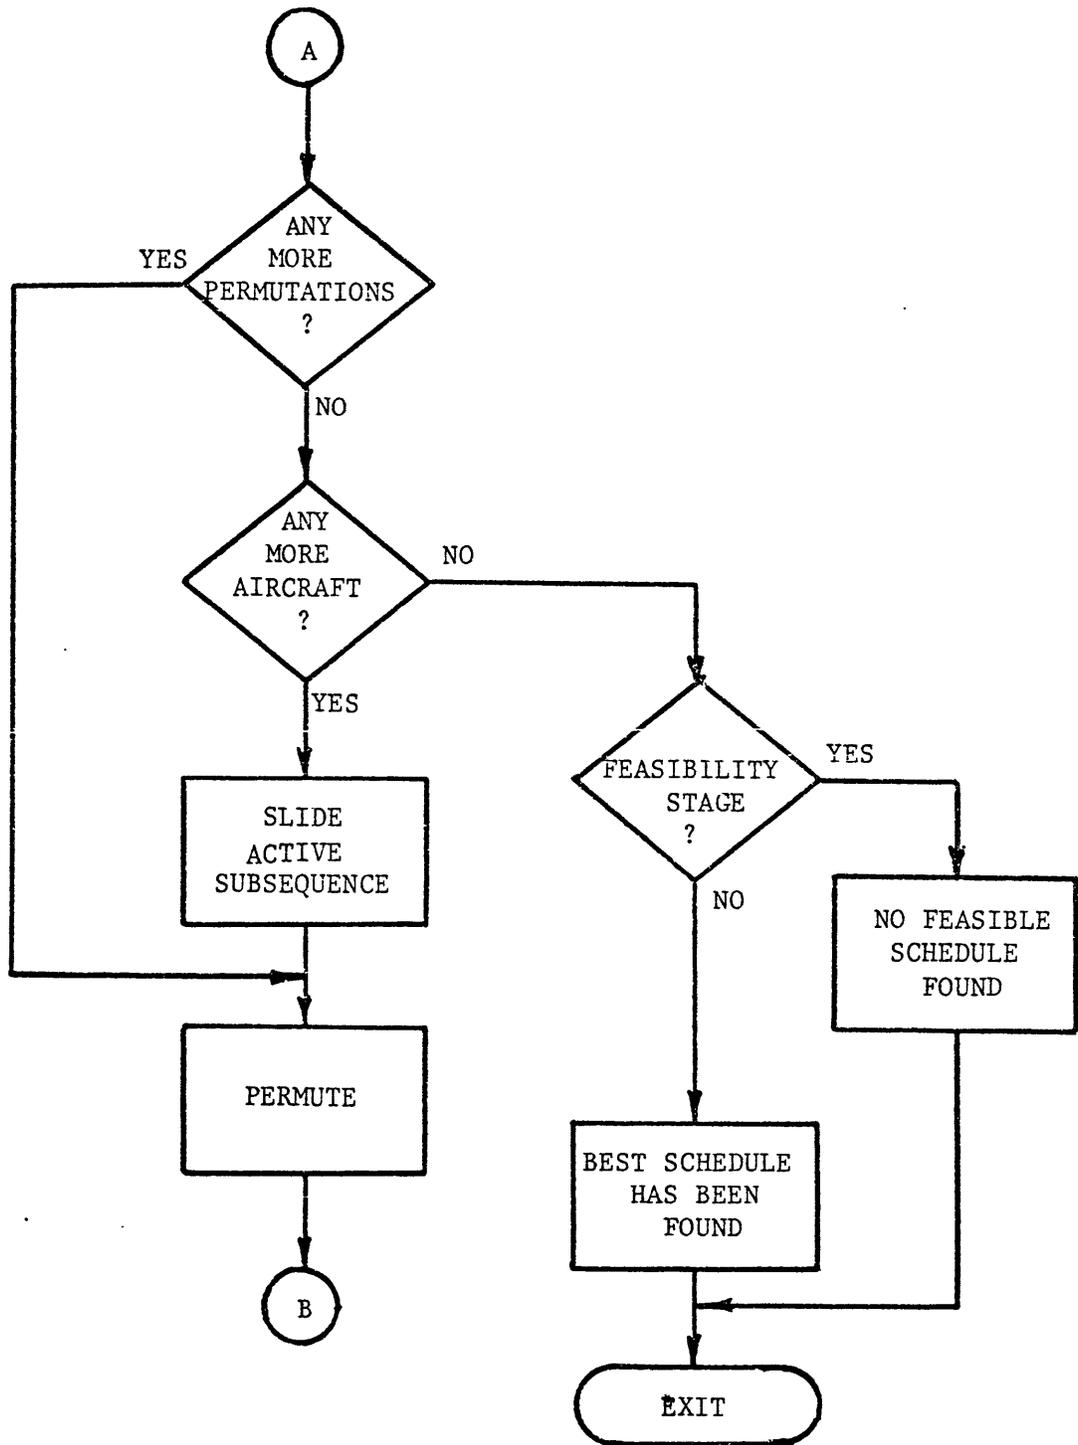 A
ANY
MORE
PERMUTATIONS
?
YES
NO
ANY
MORE
AIRCRAFT
?
NO
YES
SLIDE
ACTIVE
SUBSEQUENCE
PERMUTE
B
FEASIBILITY
STAGE
?
YES
NO
NO FEASIBLE
SCHEDULE
FOUND
BEST SCHEDULE
HAS BEEN
FOUND
EXIT